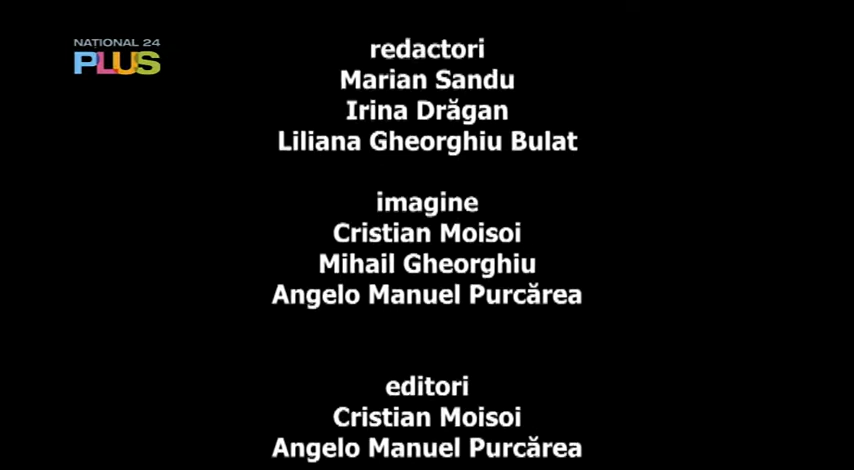 NAȚIONAL 24
PLUS
redactori
Marian Sandu
Irina Drăgan
Liliana Gheorghiu Bulat
imagine
Cristian Moisoi
Mihail Gheorghiu
Angelo Manuel Purcărea
editori
Cristian Moisoi
Angelo Manuel Purcărea